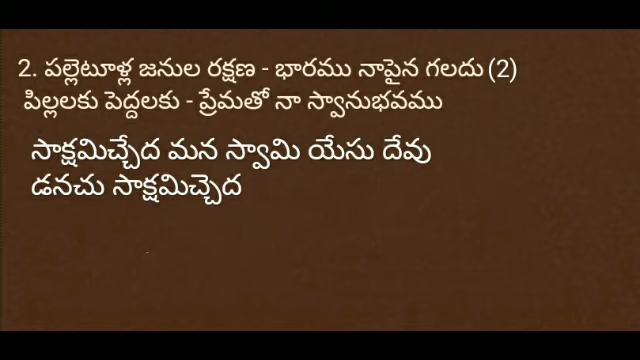 2. పల్లెటూళ్ల జనుల రక్షణ - భారము నాపైన గలదు (2)
పిల్లలకు పెద్దలకు - ప్రేమతో నా స్వానుభవము
సాక్షమిచ్చేద మన స్వామి యేసు దేవు
డనచు సాక్షమిచ్చెద